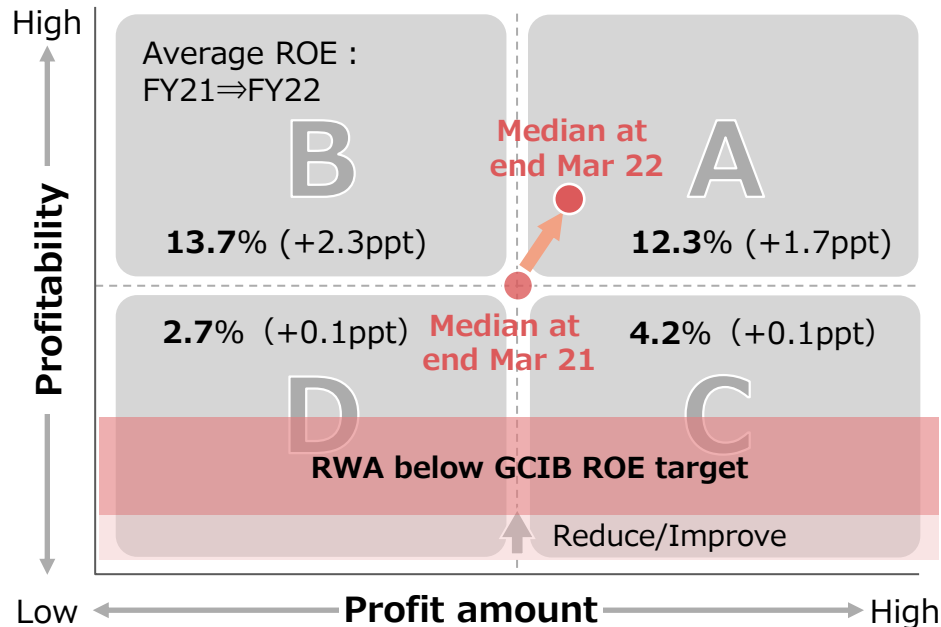 High
Average ROE :
FY21⇒FY22
B
A
Median at
end Mar 22
13.7% (+2.3ppt)
12.3% (+1.7ppt)
Profitability
2.7% (+0.1ppt)
Median at
end Mar 21
4.2% (+0.1ppt)
D
C
RWA below GCIB ROE target
Reduce/Improve
Low
Profit amount
High